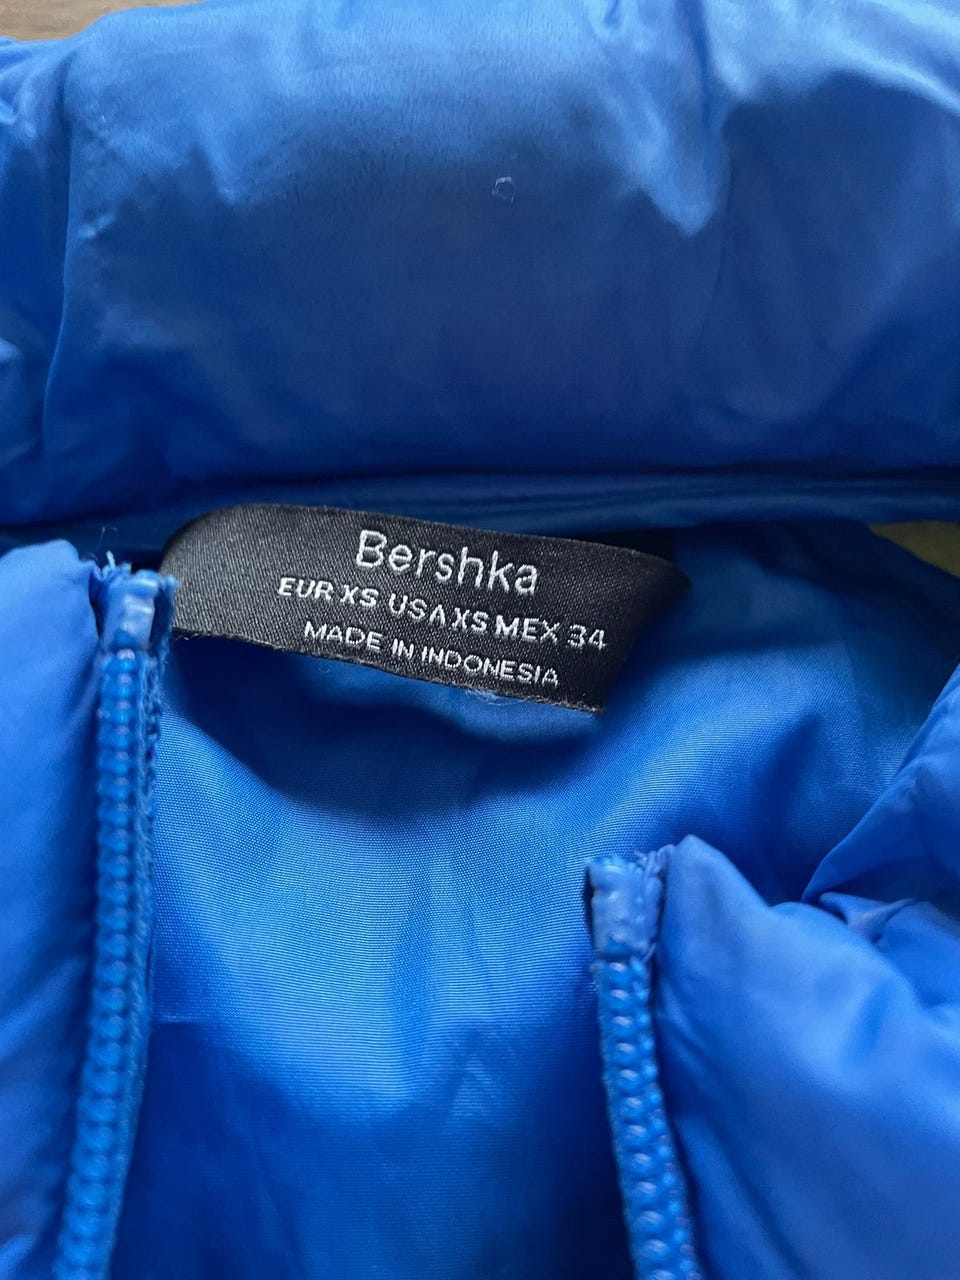 Bershka
EUR XS USA XS MEX 34
MADE IN INDONESIA